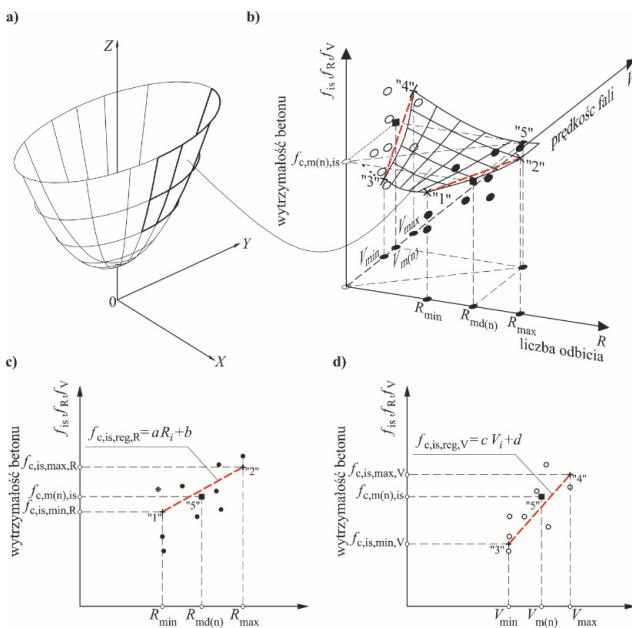 a)
Z
Y
0
X
b)
wytrzymałość betonu
f_is, f_R, f_V
prędkość fali
V
"4"
"5"
"2"
"3"
"1"
f_c,m(n),is
V_max
V_min
V_m(n)
R_min
R_md(n)
R_max
R
liczba odbicia
c)
wytrzymałość betonu
f_is, f_R, f_V
f_c,is,reg,R = aR_i + b
f_c,is,max,R
f_c,m(n),is
f_c,is,min,R
"2"
"5"
"1"
R_min
R_md(n)
R_max
d)
wytrzymałość betonu
f_is, f_R, f_V
f_c,is,reg,V = c V_i + d
f_c,is,max,V
f_c,m(n),is
f_c,is,min,V
"4"
"5"
"3"
V_min
V_m(n)
V_max